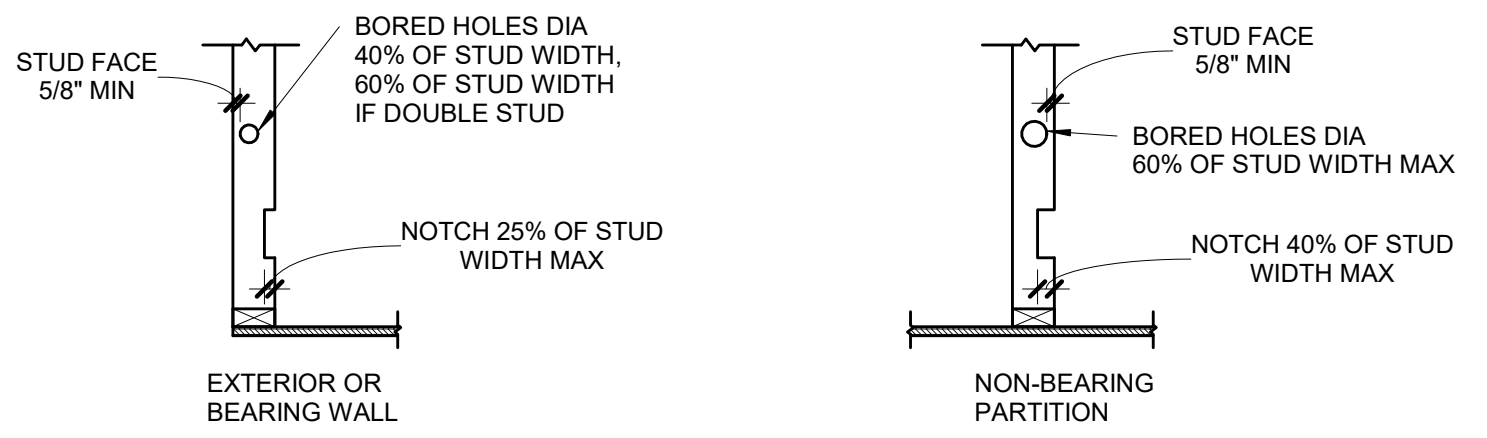 STUD FACE
5/8" MIN
BORED HOLES DIA
40% OF STUD WIDTH,
60% OF STUD WIDTH
IF DOUBLE STUD
NOTCH 25% OF STUD
WIDTH MAX
EXTERIOR OR
BEARING WALL
STUD FACE
5/8" MIN
BORED HOLES DIA
60% OF STUD WIDTH MAX
NOTCH 40% OF STUD
WIDTH MAX
NON-BEARING
PARTITION